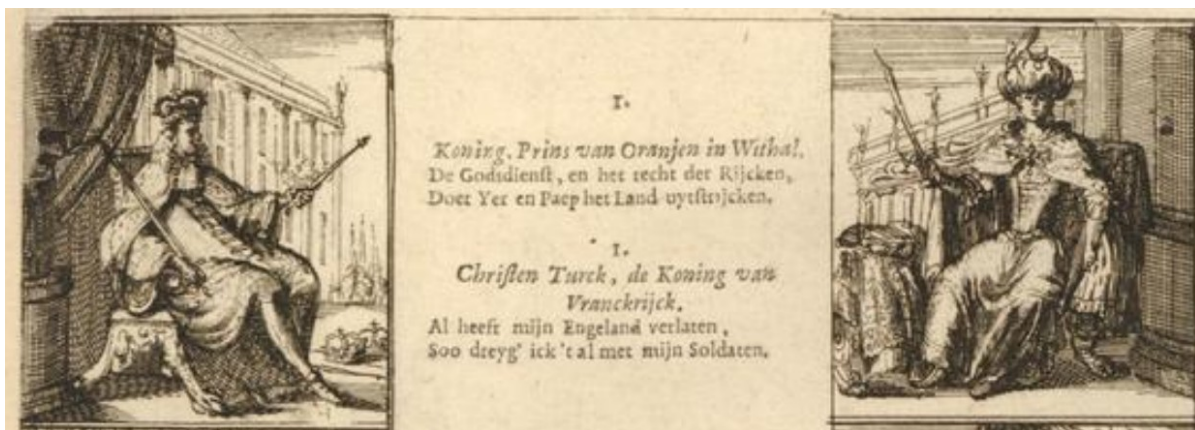 1.
Koning, Prins van Oranjen in Withal.
De Godsdienst, en het recht der Rijcken,
Doet Yer en Paep het Land uytstrijcken.
1.
Christen Turck, de Koning van
Vranckrijck.
Al heeft mijn Engeland verlaten,
Soo dreyg' ick 't al met mijn Soldaten.